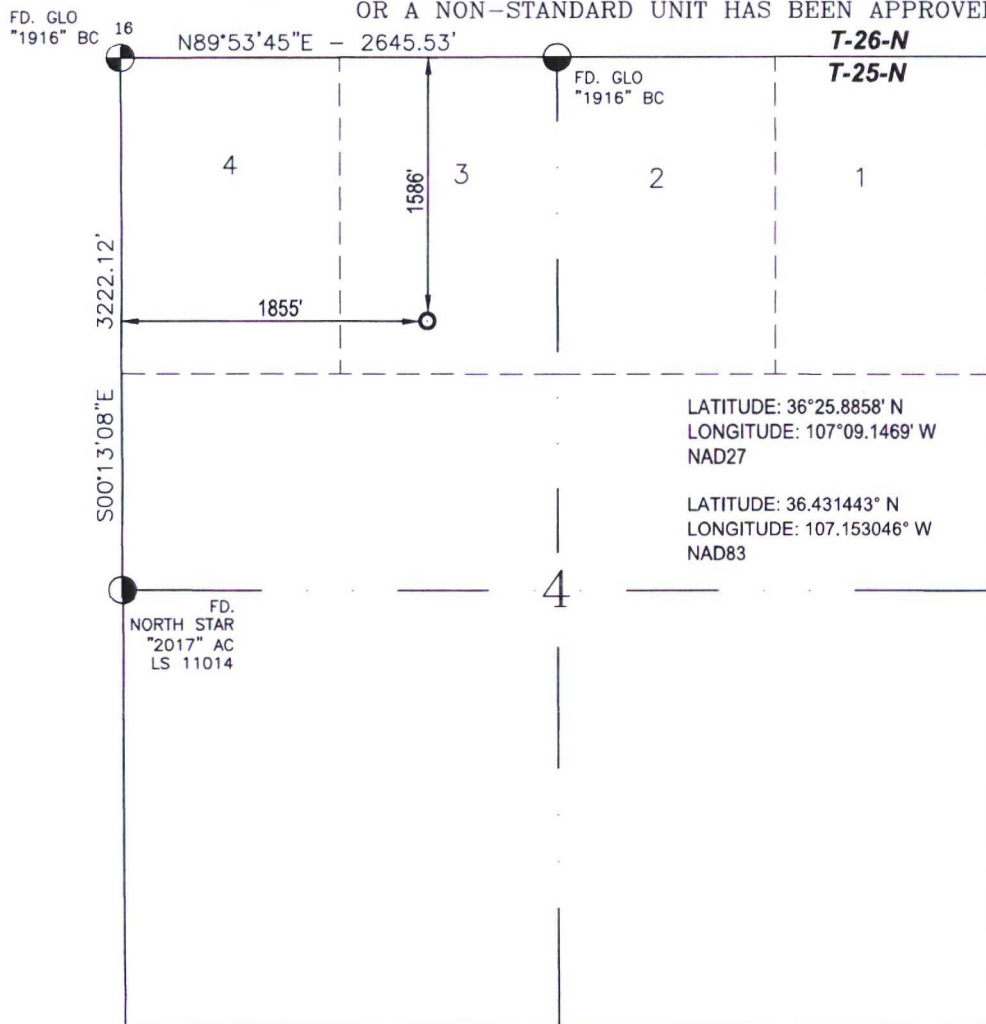 OR A NON-STANDARD UNIT HAS BEEN APPROVED
FD. GLO
"1916" BC
16
N89°53'45"E - 2645.53'
T-26-N
T-25-N
FD. GLO
"1916" BC
4
3
2
1
1586'
3222.12'
1855'
S00°13'08"E
LATITUDE: 36°25.8858' N
LONGITUDE: 107°09.1469' W
NAD27
LATITUDE: 36.431443° N
LONGITUDE: 107.153046° W
NAD83
4
FD.
NORTH STAR
"2017" AC
LS 11014